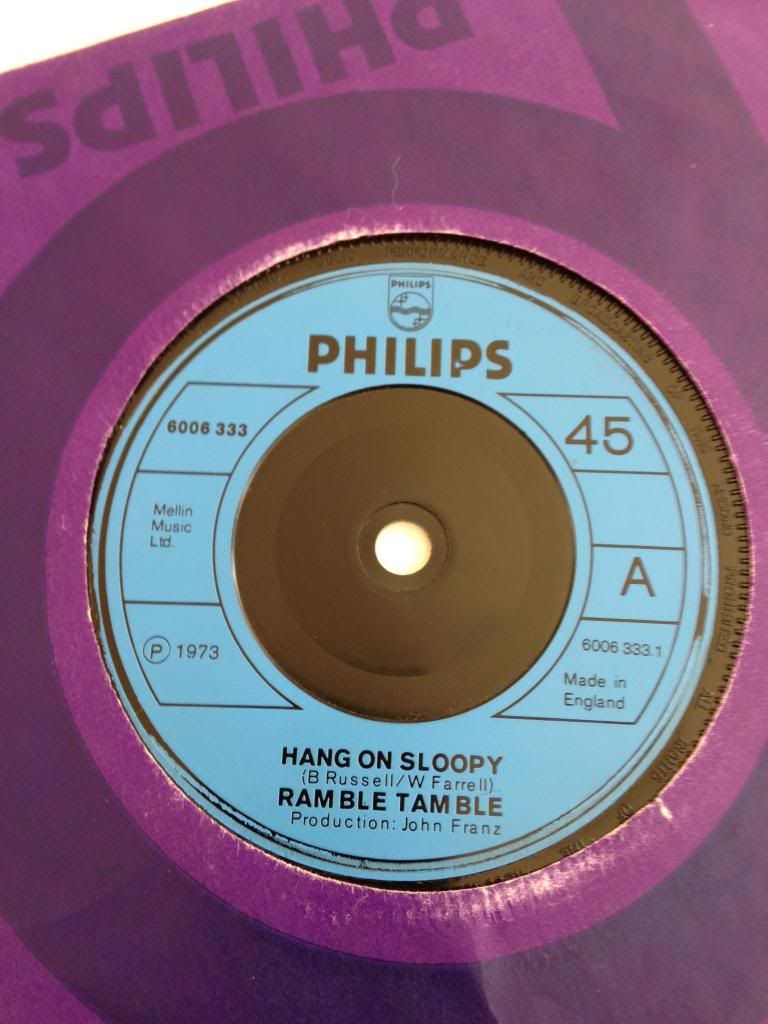 PHILIPS
PHILIPS
PHILIPS
6006 333
45
Mellin
Music
Ltd.
A
Ⓟ 1973
6006 333.1
Made in
England
HANG ON SLOOPY
(B Russell/W Farrell)
RAMBLE TAMBLE
Production: John Franz